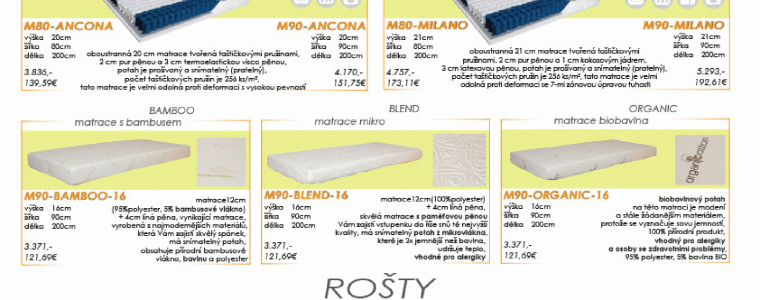 M80-ANCONA
výška 20cm
šířka 80cm
délka 200cm
3.836,-
139,59€
M90-ANCONA
výška 20cm
šířka 90cm
délka 200cm
4.170,-
151,75€
oboustranná 20 cm matrace tvořená taštičkovými pružinami,
2 cm pur pěnou a 3 cm termoelastickou visco pěnou,
potah je prošívaný a snímatelný (pratelný),
počet taštičkových pružin je 256 ks/m²,
tato matrace je velmi odolná proti deformaci s vysokou pevností
M80-MILANO
výška 21cm
šířka 80cm
délka 200cm
4.757,-
173,11€
M90-MILANO
výška 21cm
šířka 90cm
délka 200cm
5.293,-
192,61€
oboustranná 21 cm matrace tvořená taštičkovými
pružinami, 2 cm pur pěnou a 1 cm kokosovým jádrem,
3 cm latexovou pěnou, potah je prošívaný a snímatelný (pratelný),
počet taštičkových pružin je 256 ks/m², tato matrace je velmi
odolná proti deformaci se 7-mi zónovou úpravou tuhosti
BAMBOO
matrace s bambusem
M90-BAMBOO-16
výška 16cm
šířka 90cm
délka 200cm
3.371,-
121,69€
matrace12cm
(95%polyester, 5% bambusové vlákno)
+ 4cm líná pěna, vynikající matrace,
vyrobená z nejmodernějších materiálů,
která Vám zajistí skvělý spánek,
má snímatelný potah,
obsahuje přírodní bambusové
vlákno, bavlnu a polyester
BLEND
matrace mikro
M90-BLEND-16
výška 16cm
šířka 90cm
délka 200cm
3.371,-
121,69€
matrace12cm(100%polyester)
+ 4cm líná pěna,
skvělá matrace s paměťovou pěnou
Vám zajistí vstupenku do říše snů té nejvyšší
kvality, má snímatelný potah z mikrovlákna,
které je 2x jemnější než bavlna,
udržuje teplo,
vhodné pro alergiky
ORGANIC
matrace biobavlna
organic cotton
M90-ORGANIC-16
výška 16cm
šířka 90cm
délka 200cm
3.371,-
121,69€
biobavlnový potah
na této matraci je modení
a stále žádanějším materiálem,
protože se vyznačuje svou jemností,
100% přírodní produkt,
vhodný pro alergiky
a osoby se zdravotními problémy,
95% polyester, 5% bavlna BIO
ROŠTY